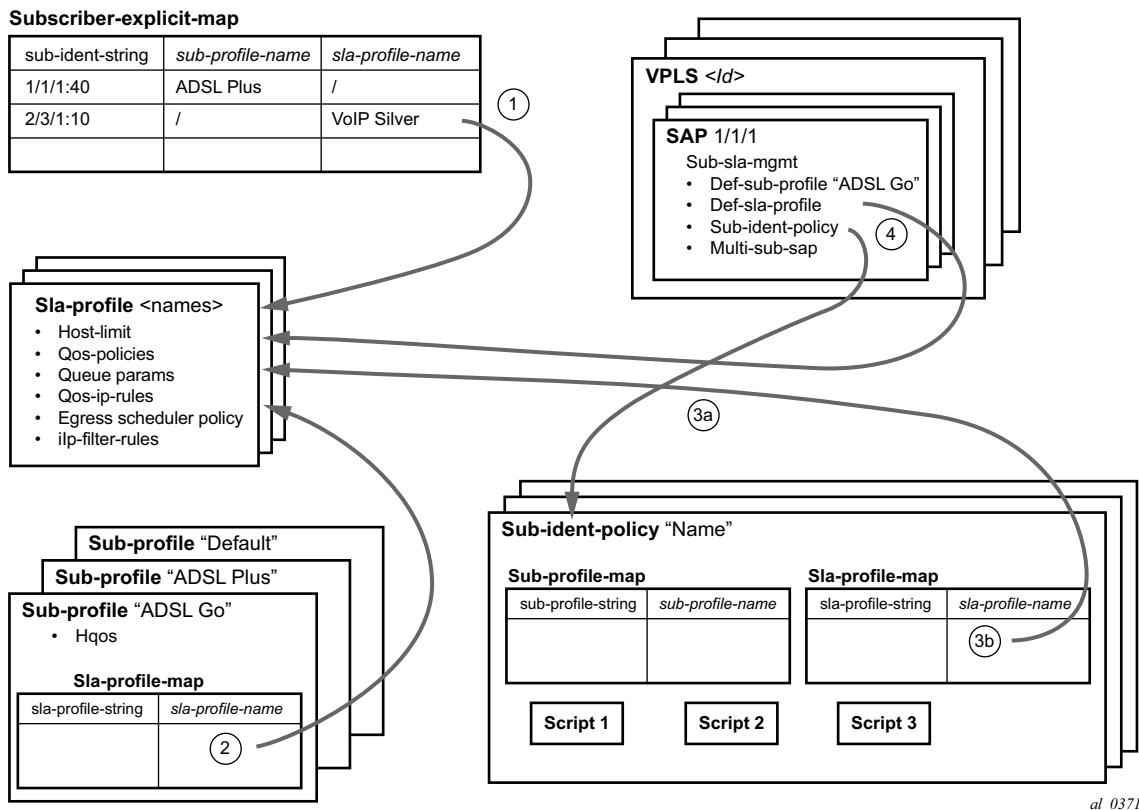 Subscriber-explicit-map
sub-ident-string sub-profile-name sla-profile-name
1/1/1:40 ADSL Plus /
2/3/1:10 / VoIP Silver
1
VPLS <Id>
SAP 1/1/1
Sub-sla-mgmt
• Def-sub-profile “ADSL Go”
• Def-sla-profile
• Sub-ident-policy
• Multi-sub-sap
4
Sla-profile <names>
• Host-limit
• Qos-policies
• Queue params
• Qos-ip-rules
• Egress scheduler policy
• iIp-filter-rules
3a
Sub-profile “Default”
Sub-profile “ADSL Plus”
Sub-profile “ADSL Go”
• Hqos
Sla-profile-map
sla-profile-string sla-profile-name
2
Sub-ident-policy “Name”
Sub-profile-map
sub-profile-string sub-profile-name
Sla-profile-map
sla-profile-string sla-profile-name
3b
Script 1
Script 2
Script 3
al_0371